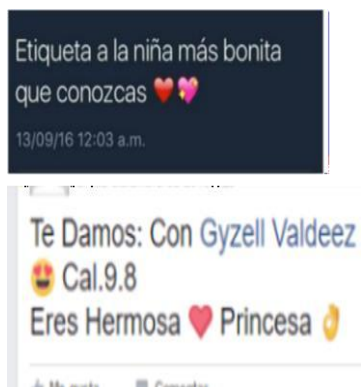 Etiqueta a la niña más bonita
que conozcas ❤️💖
13/09/16 12:03 a.m.
Te Damos: Con Gyzell Valdeez
😍 Cal.9.8
Eres Hermosa ❤️ Princesa 👌